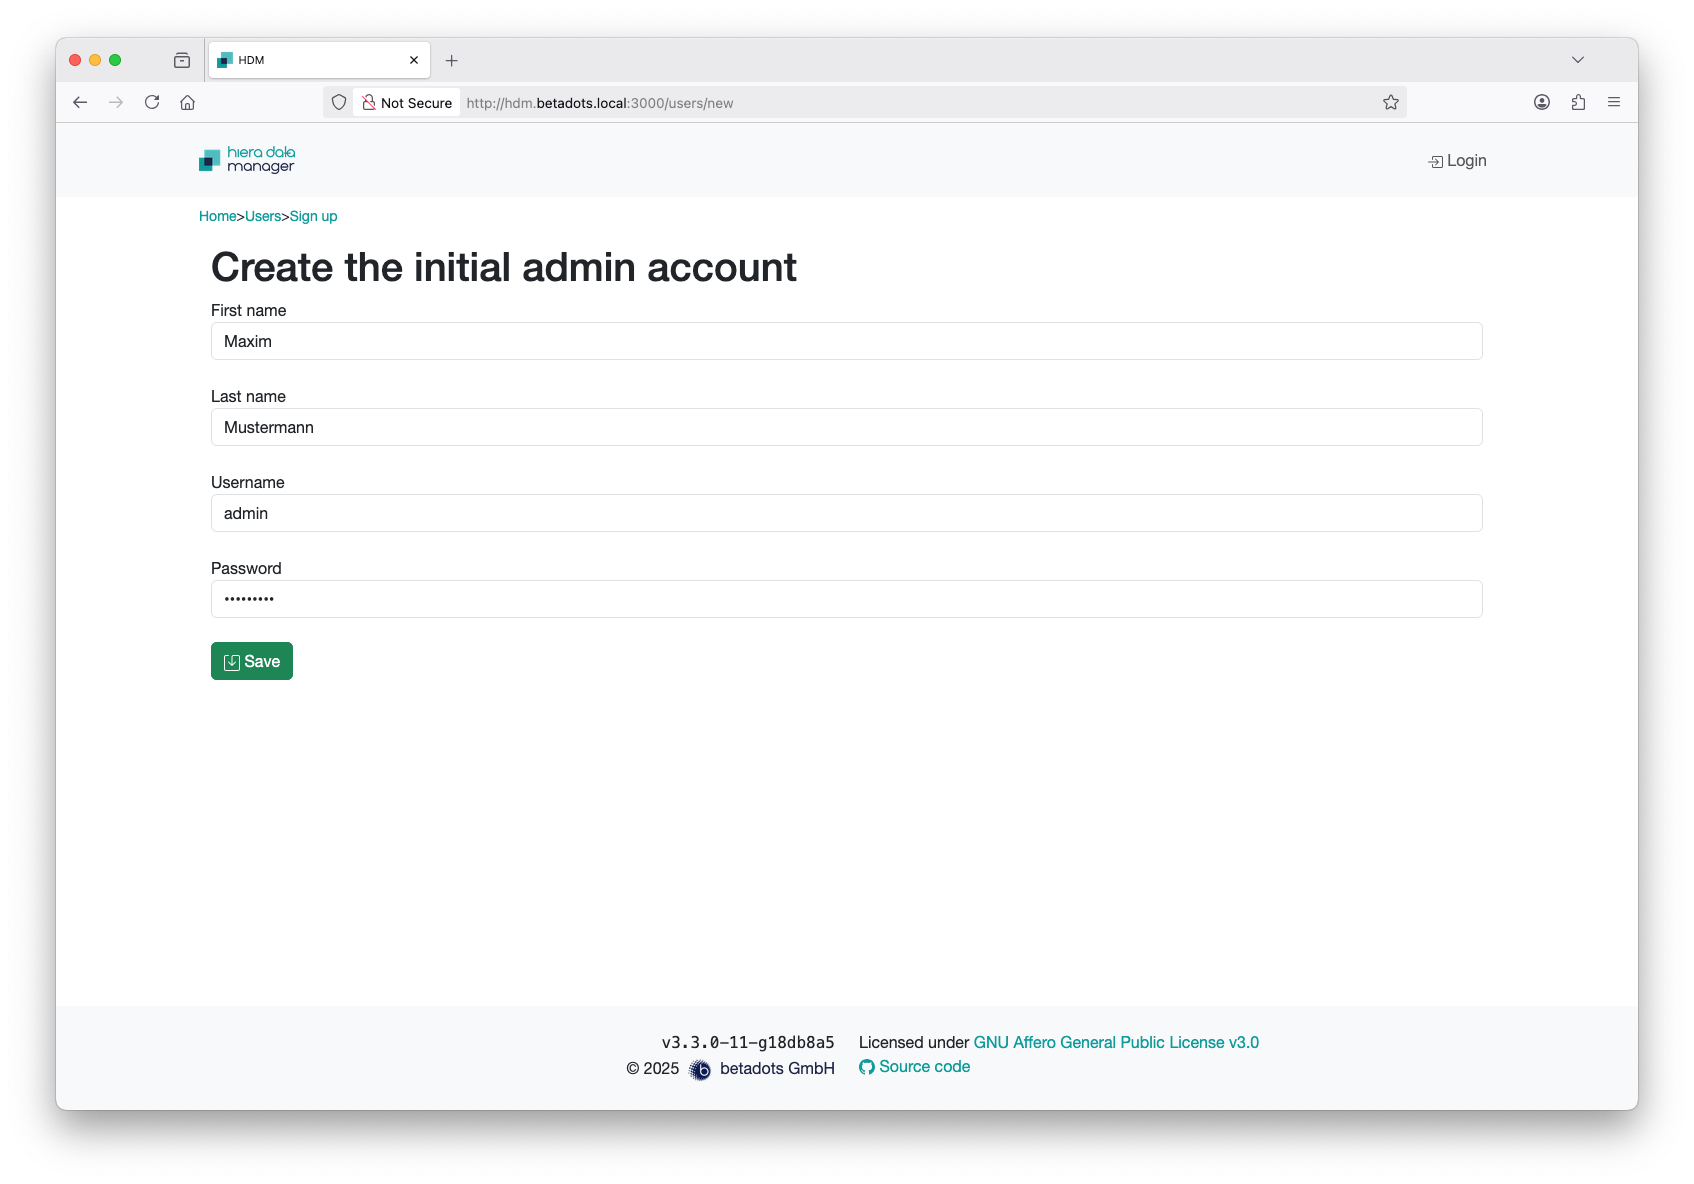 HDM
Not Secure http://hdm.betadots.local:3000/users/new
hiera data
manager
Login
Home>Users>Sign up
Create the initial admin account
First name
Maxim
Last name
Mustermann
Username
admin
Password
•••••••••
Save
v3.3.0-11-g18db8a5
© 2025 betadots GmbH
Licensed under GNU Affero General Public License v3.0
Source code